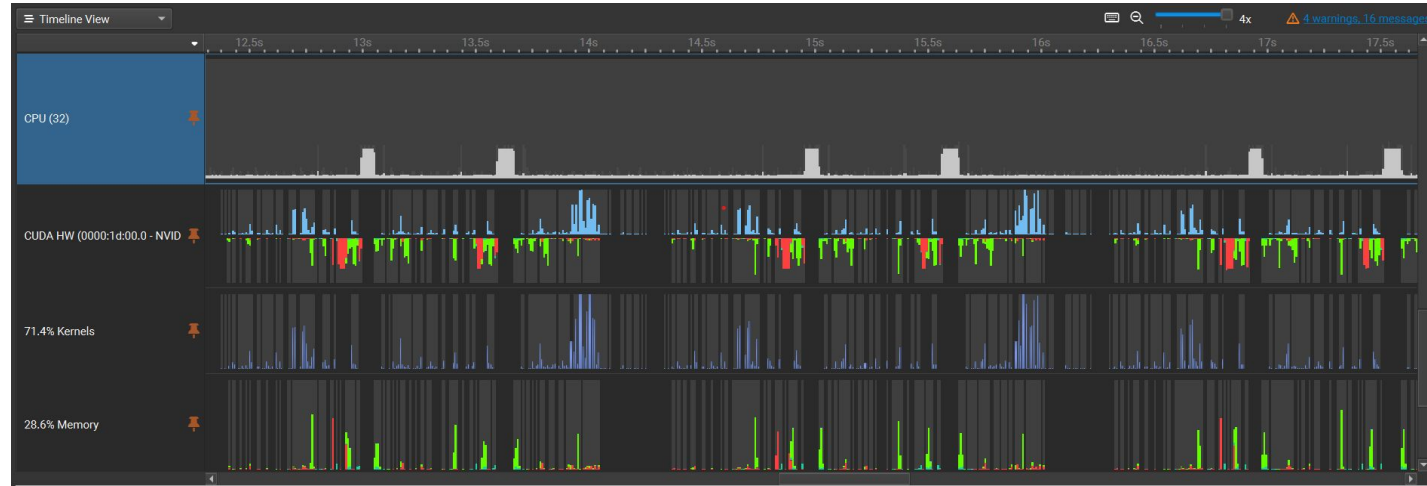 Timeline View
4x
4 warnings, 16 messages
12.5s 13s 13.5s 14s 14.5s 15s 15.5s 16s 16.5s 17s 17.5s
CPU (32)
CUDA HW (0000:1d:00.0 - NVID
71.4% Kernels
28.6% Memory